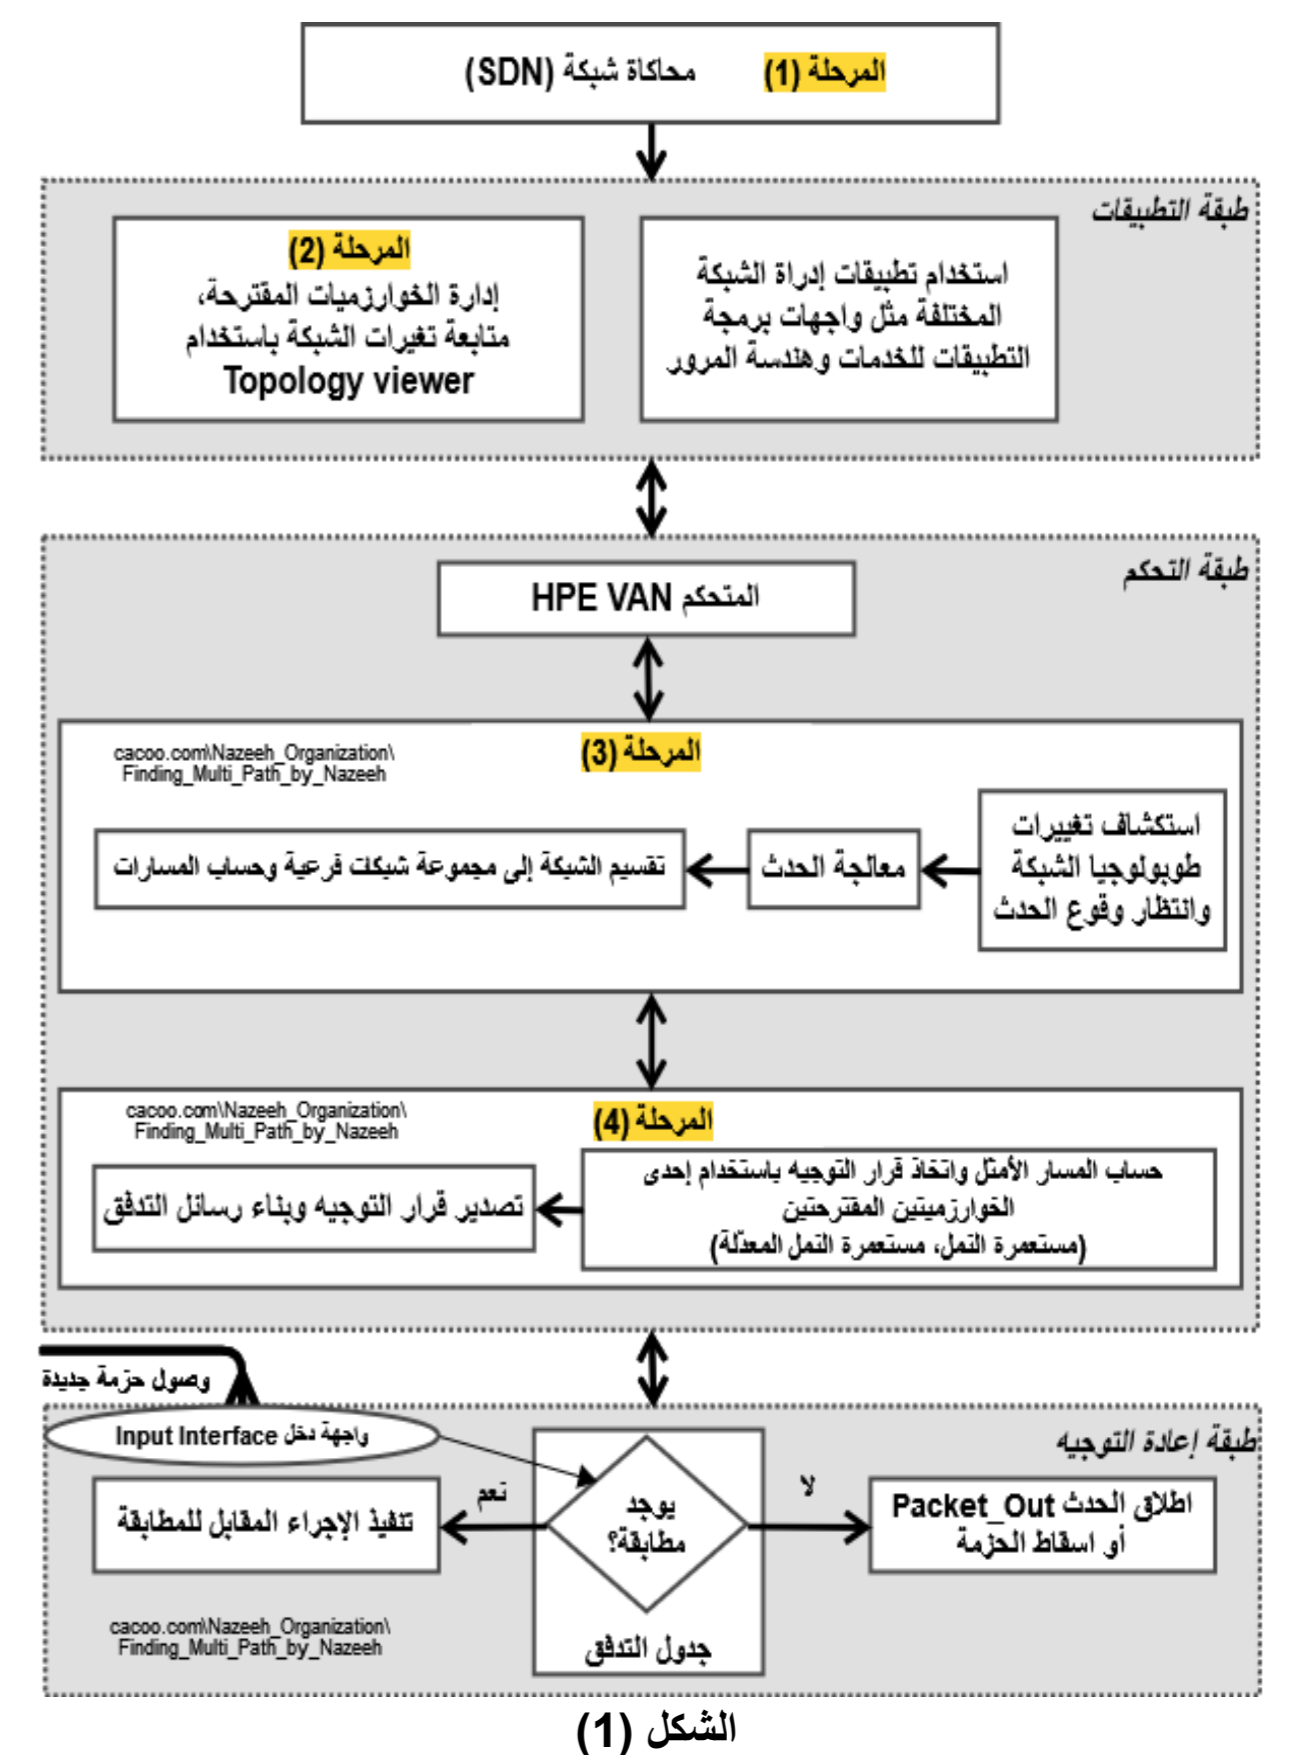 المرحلة (1) محاكاة شبكة (SDN)
طبقة التطبيقات
استخدام تطبيقات إدراة الشبكة
المختلفة مثل واجهات برمجة
التطبيقات للخدمات وهندسة المرور
المرحلة (2)
إدارة الخوارزميات المقترحة،
متابعة تغيرات الشبكة باستخدام
Topology viewer
طبقة التحكم
المتحكم HPE VAN
المرحلة (3)
cacoo.com\Nazeeh_Organization\
Finding_Multi_Path_by_Nazeeh
استكشاف تغييرات
طوبولوجيا الشبكة
وانتظار وقوع الحدث
معالجة الحدث
تقسيم الشبكة إلى مجموعة شبكات فرعية وحساب المسارات
المرحلة (4)
cacoo.com\Nazeeh_Organization\
Finding_Multi_Path_by_Nazeeh
حساب المسار الأمثل واتخاذ قرار التوجيه باستخدام إحدى
الخوارزميتين المقترحتين
(مستعمرة النمل، مستعمرة النمل المعدّلة)
تصدير قرار التوجيه وبناء رسائل التدفق
وصول حزمة جديدة
طبقة إعادة التوجيه
واجهة دخل Input Interface
يوجد
مطابقة؟
لا
نعم
اطلاق الحدث Packet_Out
أو اسقاط الحزمة
تنفيذ الإجراء المقابل للمطابقة
جدول التدفق
cacoo.com\Nazeeh_Organization\
Finding_Multi_Path_by_Nazeeh
الشكل (1)